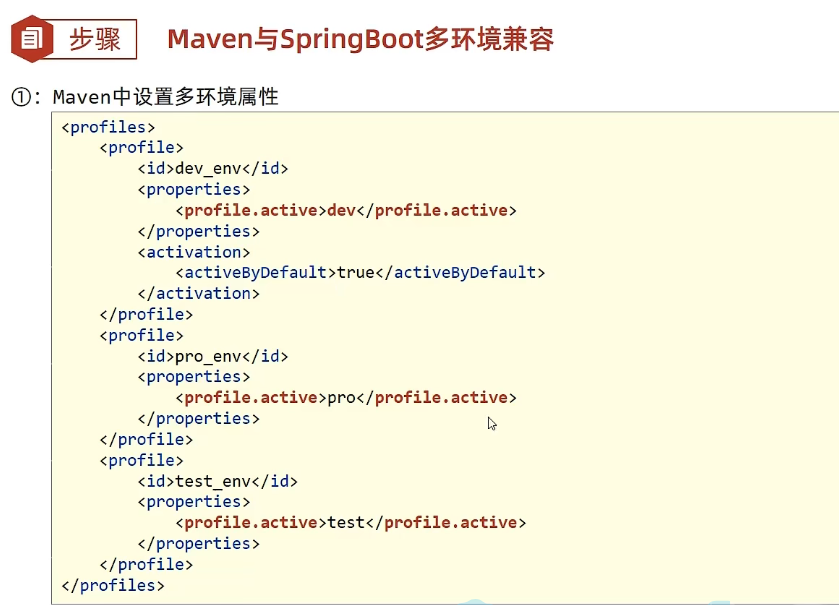 步骤 Maven与SpringBoot多环境兼容
①：Maven中设置多环境属性
<profiles>
    <profile>
        <id>dev_env</id>
        <properties>
            <profile.active>dev</profile.active>
        </properties>
        <activation>
            <activeByDefault>true</activeByDefault>
        </activation>
    </profile>
    <profile>
        <id>pro_env</id>
        <properties>
            <profile.active>pro</profile.active>
        </properties>
    </profile>
    <profile>
        <id>test_env</id>
        <properties>
            <profile.active>test</profile.active>
        </properties>
    </profile>
</profiles>